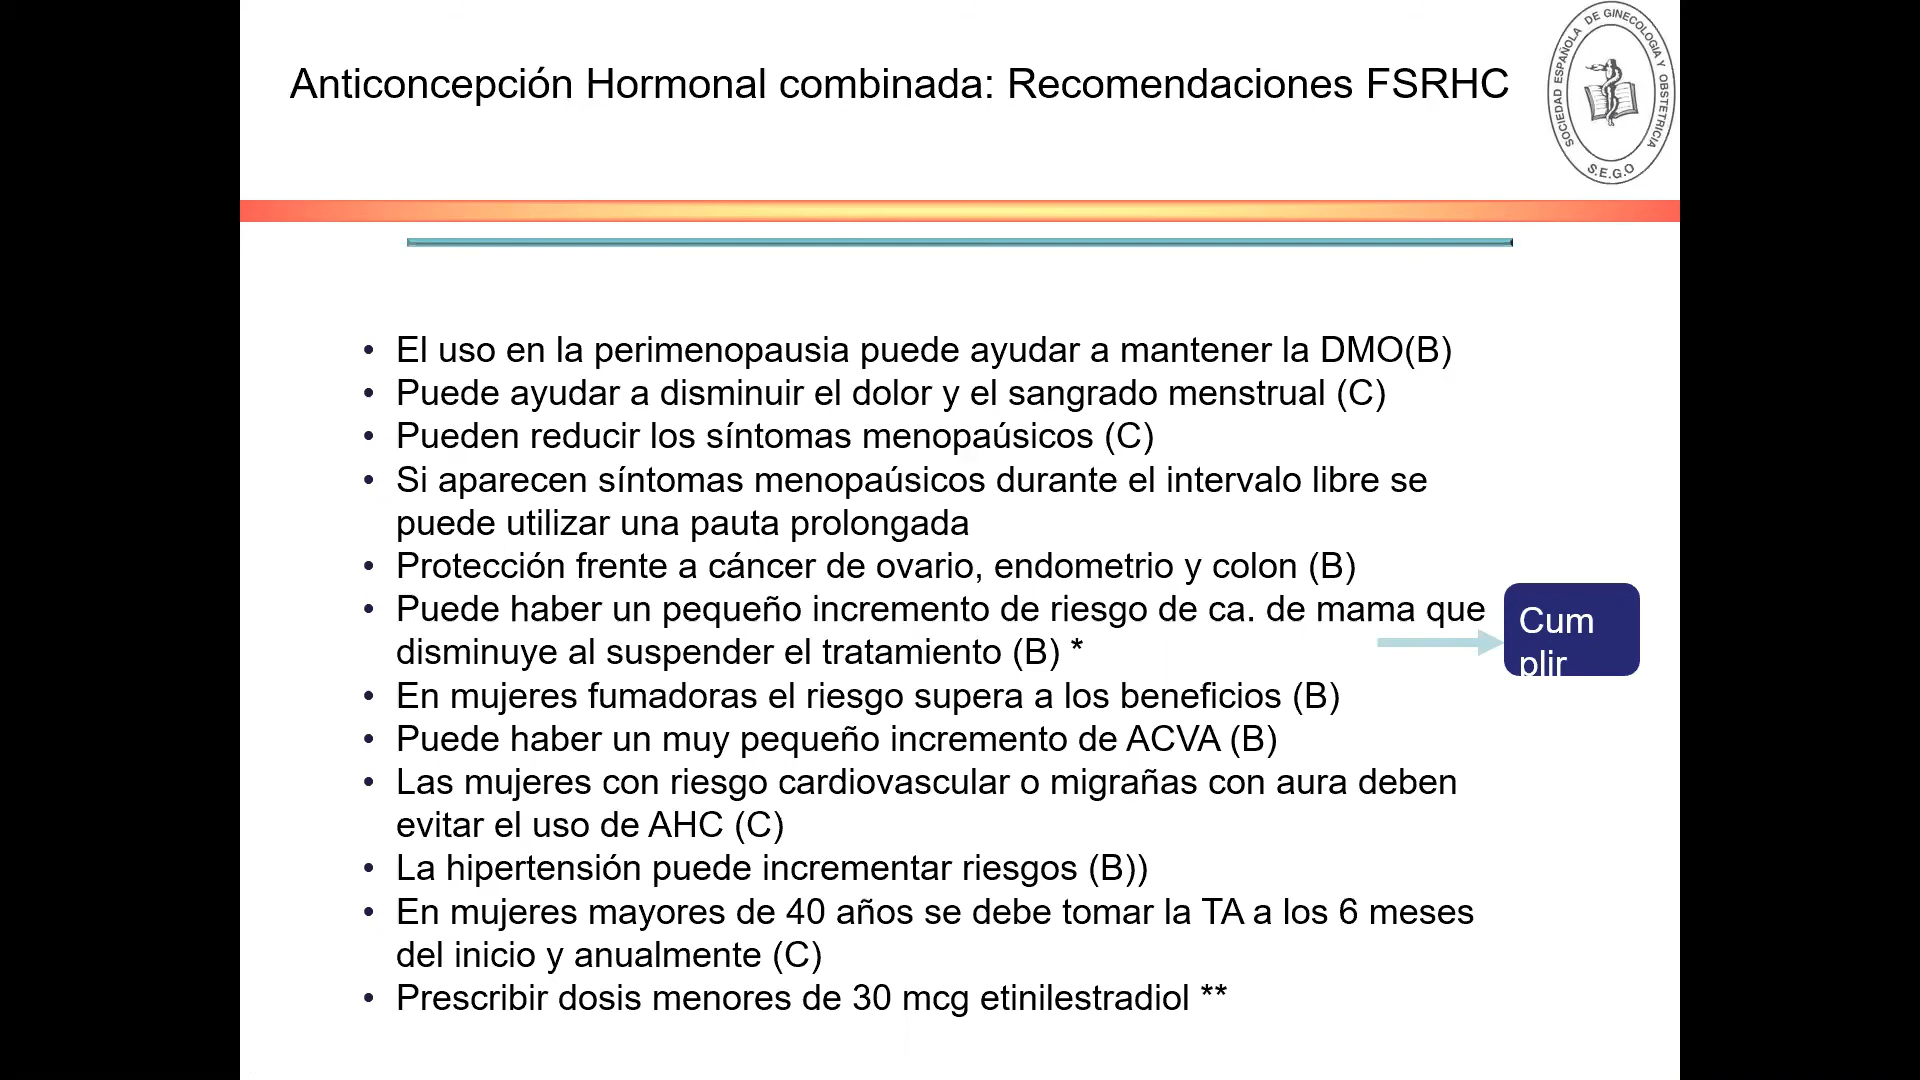 Anticoncepción Hormonal combinada: Recomendaciones FSRHC
SOCIEDAD ESPAÑOLA DE GINECOLOGIA Y OBSTETRICIA
S.E.G.O
• El uso en la perimenopausia puede ayudar a mantener la DMO(B)
• Puede ayudar a disminuir el dolor y el sangrado menstrual (C)
• Pueden reducir los síntomas menopaúsicos (C)
• Si aparecen síntomas menopaúsicos durante el intervalo libre se
puede utilizar una pauta prolongada
• Protección frente a cáncer de ovario, endometrio y colon (B)
• Puede haber un pequeño incremento de riesgo de ca. de mama que
disminuye al suspender el tratamiento (B) *
Cum
plir
• En mujeres fumadoras el riesgo supera a los beneficios (B)
• Puede haber un muy pequeño incremento de ACVA (B)
• Las mujeres con riesgo cardiovascular o migrañas con aura deben
evitar el uso de AHC (C)
• La hipertensión puede incrementar riesgos (B))
• En mujeres mayores de 40 años se debe tomar la TA a los 6 meses
del inicio y anualmente (C)
• Prescribir dosis menores de 30 mcg etinilestradiol **